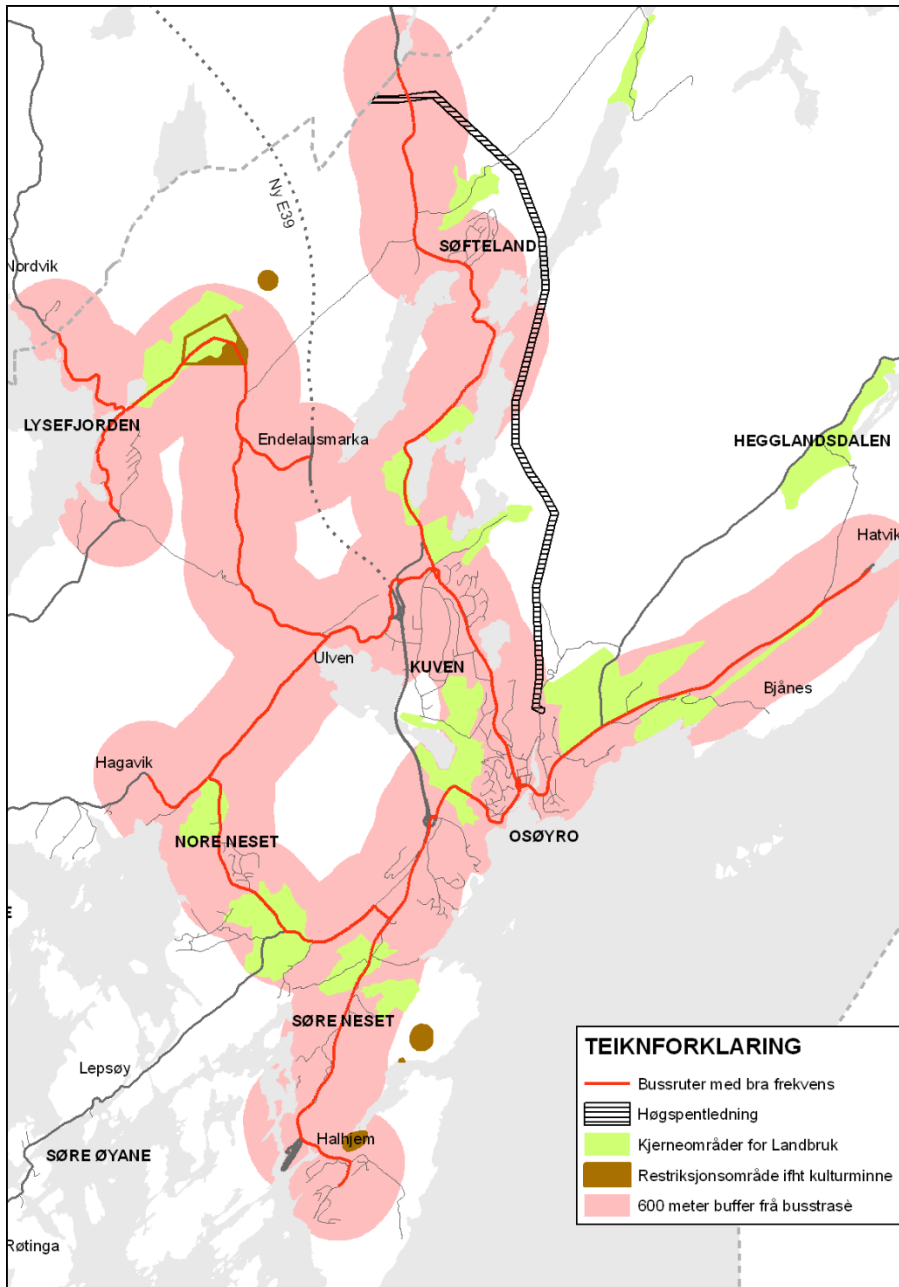 Ny E39
SØFTELAND
Nordvik
LYSEFJORDEN
Endelausmarka
HEGGLANDSDALEN
Hatvik
Ulven
KUVEN
Bjånes
Hagavik
NORE NESET
OSØYRO
E
SØRE NESET
Lepsøy
Halhjem
SØRE ØYANE
Røtinga
TEIKNFORKLARING
Bussruter med bra frekvens
Høgspentledning
Kjerneområder for Landbruk
Restriksjonsområde ifht kulturminne
600 meter buffer frå busstrasè